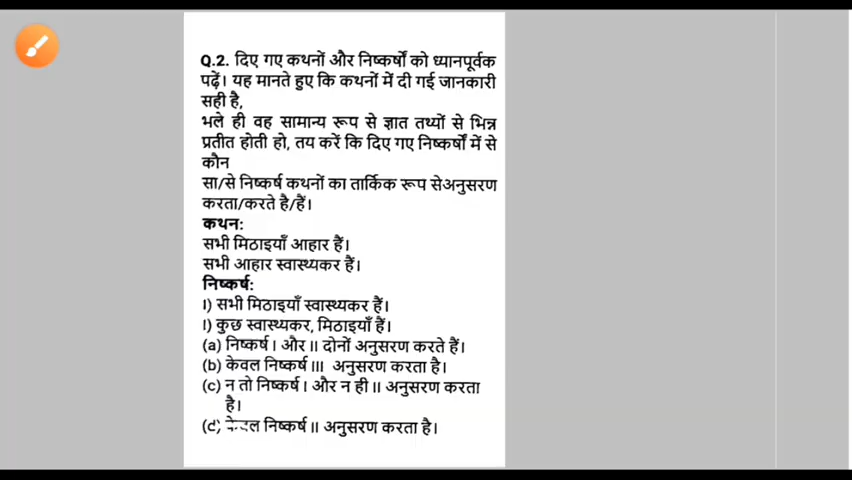 Q.2. दिए गए कथनों और निष्कर्षों को ध्यानपूर्वक
पढ़ें। यह मानते हुए कि कथनों में दी गई जानकारी
सही है,
भले ही वह सामान्य रूप से ज्ञात तथ्यों से भिन्न
प्रतीत होती हो, तय करें कि दिए गए निष्कर्षों में से
कौन
सा/से निष्कर्ष कथनों का तार्किक रूप सेअनुसरण
करता/करते है/हैं।
कथन:
सभी मिठाइयाँ आहार हैं।
सभी आहार स्वास्थ्यकर हैं।
निष्कर्ष:
I) सभी मिठाइयाँ स्वास्थ्यकर हैं।
I) कुछ स्वास्थ्यकर, मिठाइयाँ हैं।
(a) निष्कर्ष I और II दोनों अनुसरण करते हैं।
(b) केवल निष्कर्ष III अनुसरण करता है।
(c) न तो निष्कर्ष I और न ही II अनुसरण करता
है।
(d) केवल निष्कर्ष II अनुसरण करता है।